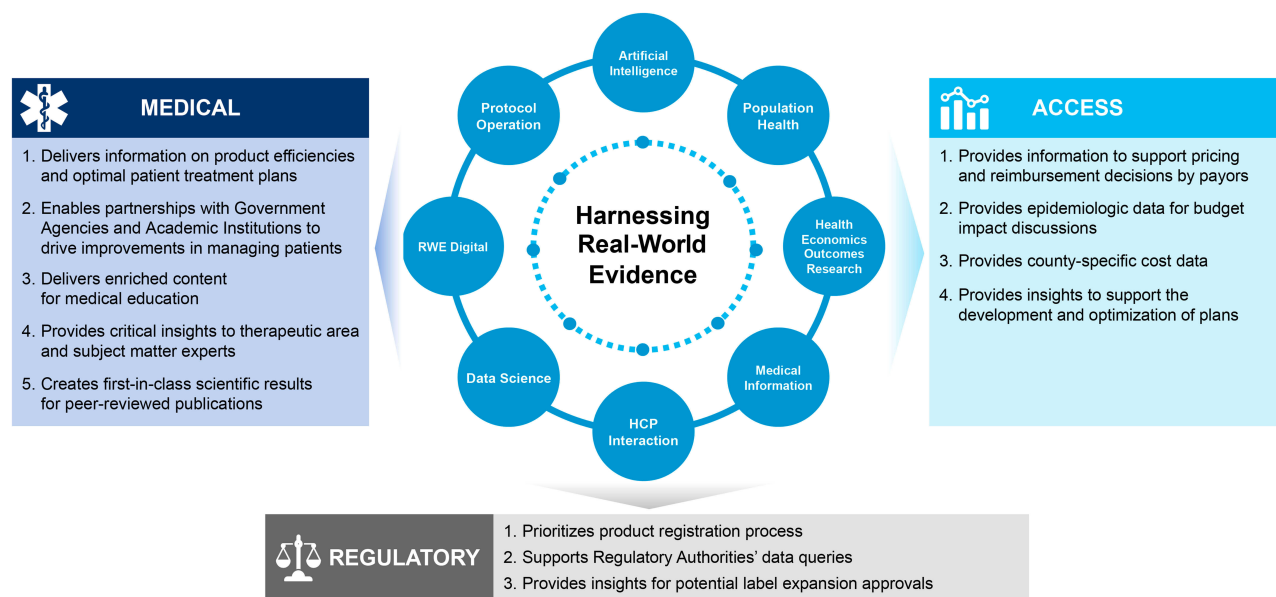 MEDICAL
1. Delivers information on product efficiencies
and optimal patient treatment plans
2. Enables partnerships with Government
Agencies and Academic Institutions to
drive improvements in managing patients
3. Delivers enriched content
for medical education
4. Provides critical insights to therapeutic area
and subject matter experts
5. Creates first-in-class scientific results
for peer-reviewed publications
Artificial
Intelligence
Population
Health
Health
Economics
Outcomes
Research
Medical
Information
HCP
Interaction
Data Science
RWE Digital
Protocol
Operation
Harnessing
Real-World
Evidence
ACCESS
1. Provides information to support pricing
and reimbursement decisions by payors
2. Provides epidemiologic data for budget
impact discussions
3. Provides county-specific cost data
4. Provides insights to support the
development and optimization of plans
REGULATORY
1. Prioritizes product registration process
2. Supports Regulatory Authorities’ data queries
3. Provides insights for potential label expansion approvals